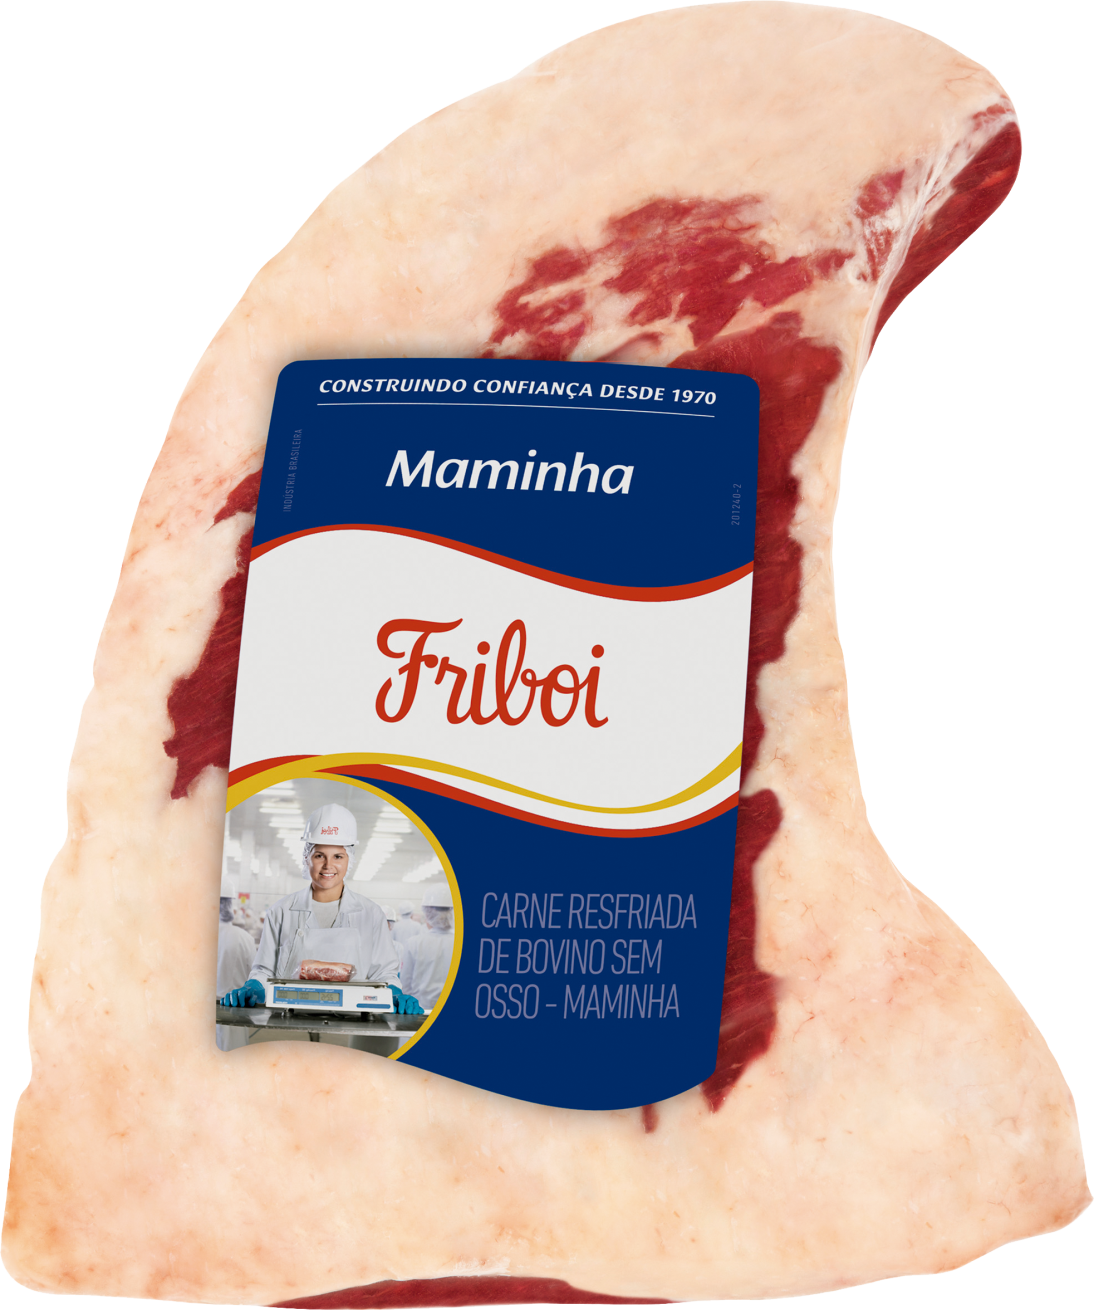 CONSTRUINDO CONFIANÇA DESDE 1970
Maminha
INDÚSTRIA BRASILEIRA
201240-2
Friboi
CARNE RESFRIADA
DE BOVINO SEM
OSSO - MAMINHA